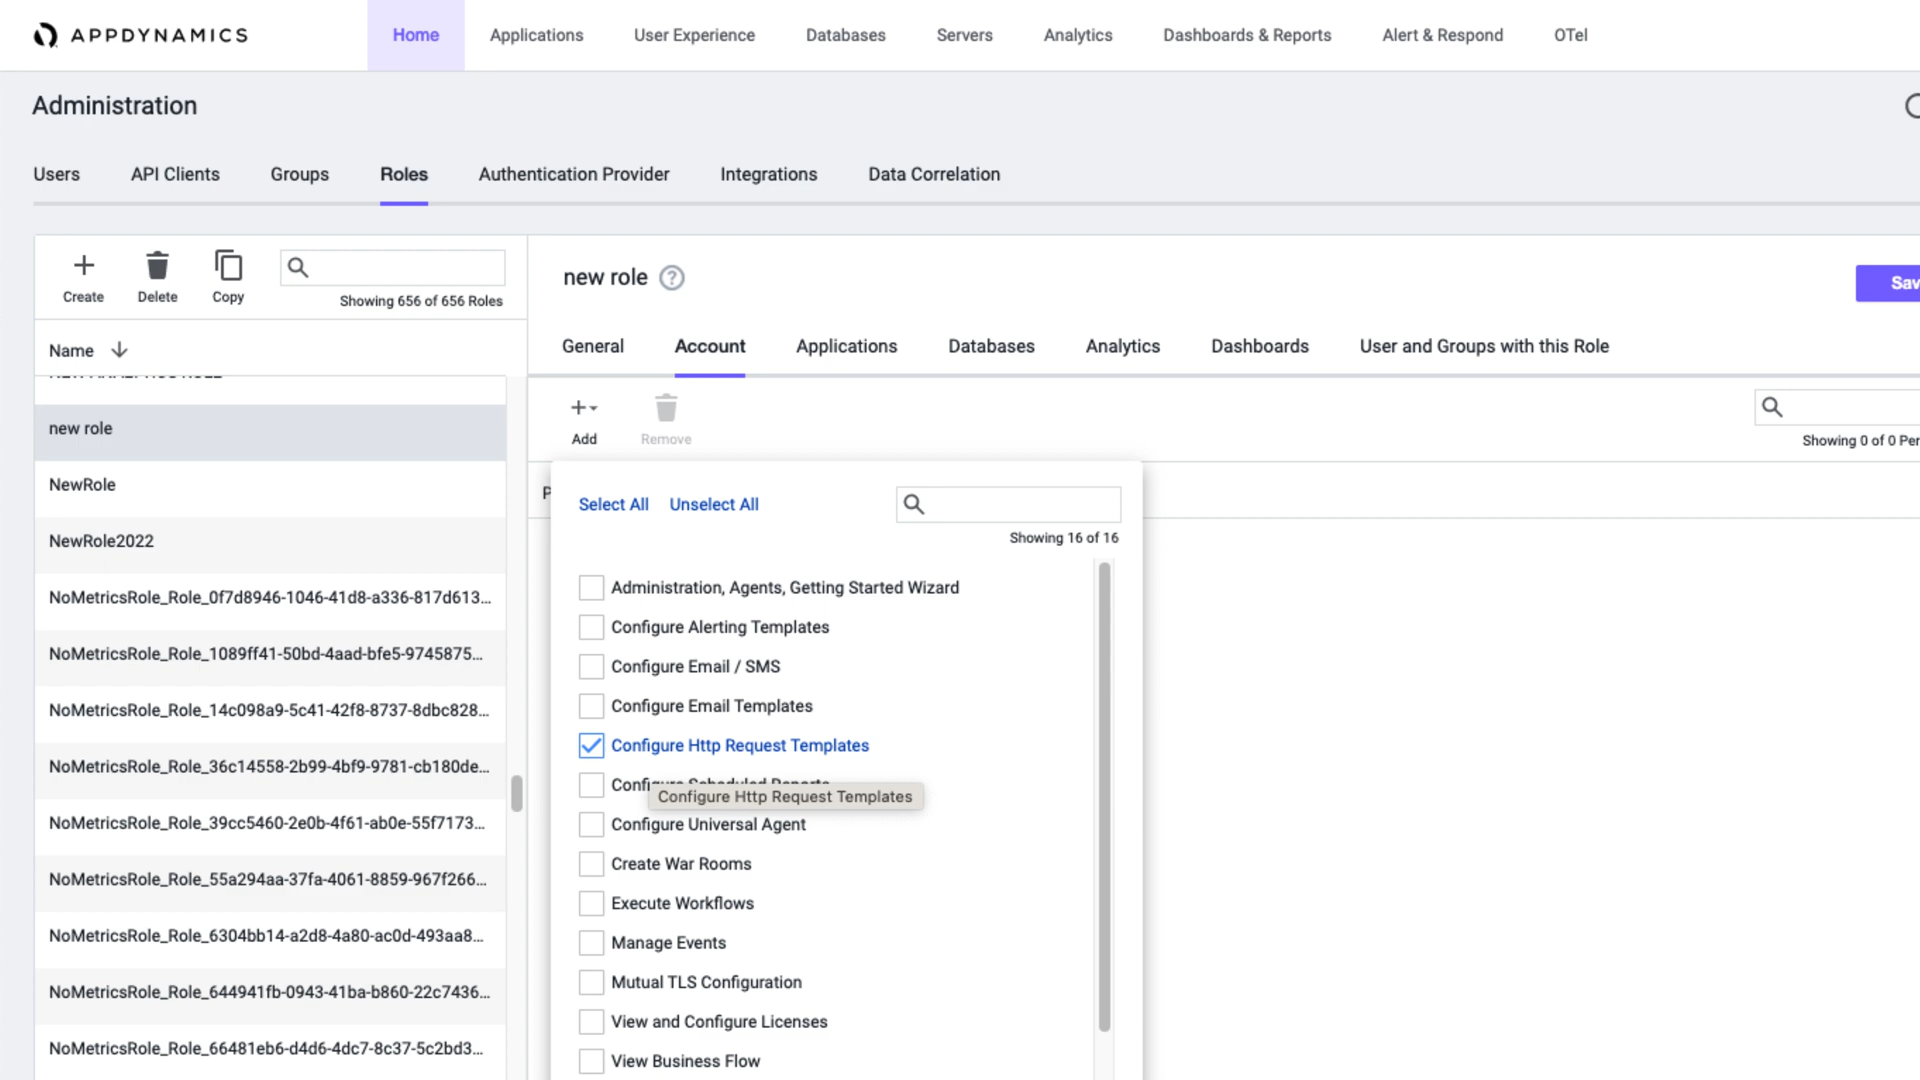 APPDYNAMICS
Home
Applications
User Experience
Databases
Servers
Analytics
Dashboards & Reports
Alert & Respond
OTel
Administration
Users
API Clients
Groups
Roles
Authentication Provider
Integrations
Data Correlation
Create
Delete
Copy
Showing 656 of 656 Roles
Name
new role
NewRole
NewRole2022
NoMetricsRole_Role_0f7d8946-1046-41d8-a336-817d613...
NoMetricsRole_Role_1089ff41-50bd-4aad-bfe5-9745875...
NoMetricsRole_Role_14c098a9-5c41-42f8-8737-8dbc828...
NoMetricsRole_Role_36c14558-2b99-4bf9-9781-cb180de...
NoMetricsRole_Role_39cc5460-2e0b-4f61-ab0e-55f7173...
NoMetricsRole_Role_55a294aa-37fa-4061-8859-967f266...
NoMetricsRole_Role_6304bb14-a2d8-4a80-ac0d-493aa8...
NoMetricsRole_Role_644941fb-0943-41ba-b860-22c7436...
NoMetricsRole_Role_66481eb6-d4d6-4dc7-8c37-5c2bd3...
new role ?
Sav
General
Account
Applications
Databases
Analytics
Dashboards
User and Groups with this Role
Add
Remove
Showing 0 of 0 Per
P
Select All
Unselect All
Showing 16 of 16
Administration, Agents, Getting Started Wizard
Configure Alerting Templates
Configure Email / SMS
Configure Email Templates
Configure Http Request Templates
Configure Scheduled Reports
Configure Http Request Templates
Configure Universal Agent
Create War Rooms
Execute Workflows
Manage Events
Mutual TLS Configuration
View and Configure Licenses
View Business Flow